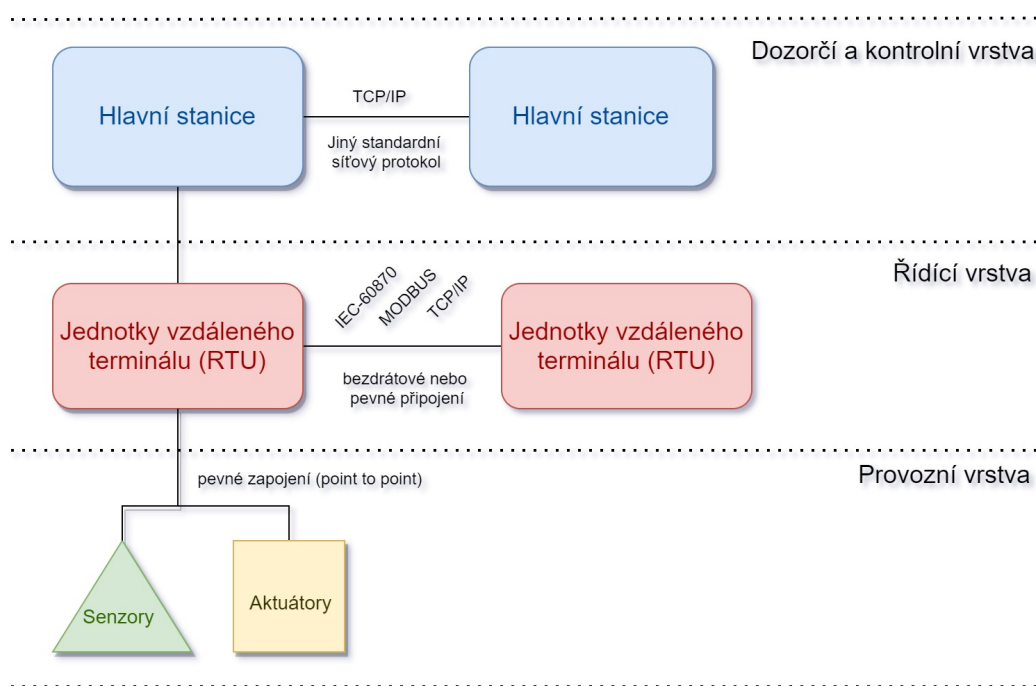 Dozorčí a kontrolní vrstva
Hlavní stanice
TCP/IP
Jiný standardní
síťový protokol
Hlavní stanice
Řídící vrstva
Jednotky vzdáleného
terminálu (RTU)
IEC-60870
MODBUS
TCP/IP
bezdrátové nebo
pevné připojení
Jednotky vzdáleného
terminálu (RTU)
Provozní vrstva
pevné zapojení (point to point)
Senzory
Aktuátory